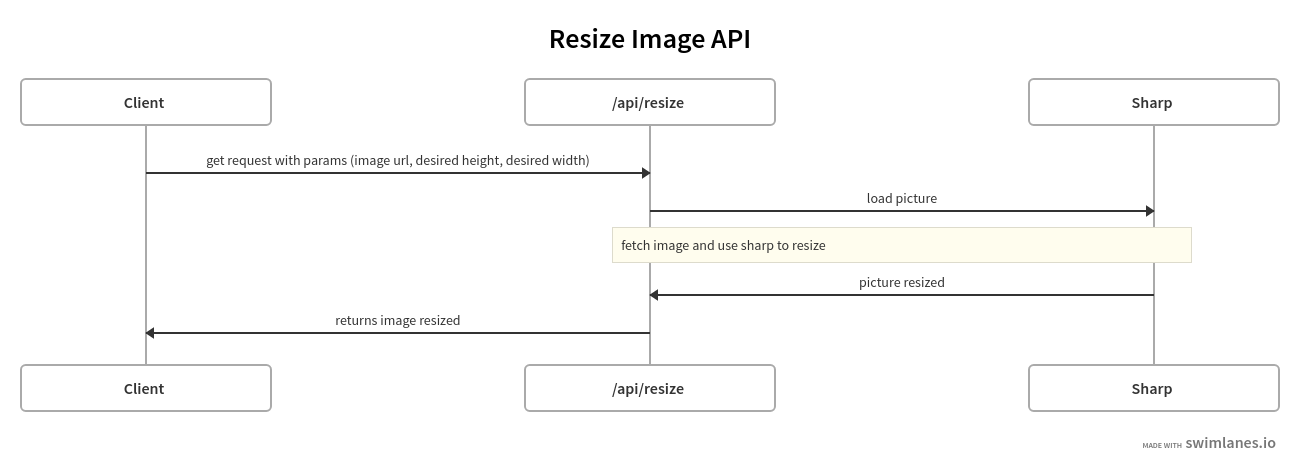 Resize Image API
Client
/api/resize
Sharp
get request with params (image url, desired height, desired width)
load picture
fetch image and use sharp to resize
picture resized
returns image resized
Client
/api/resize
Sharp
MADE WITH swimlanes.io